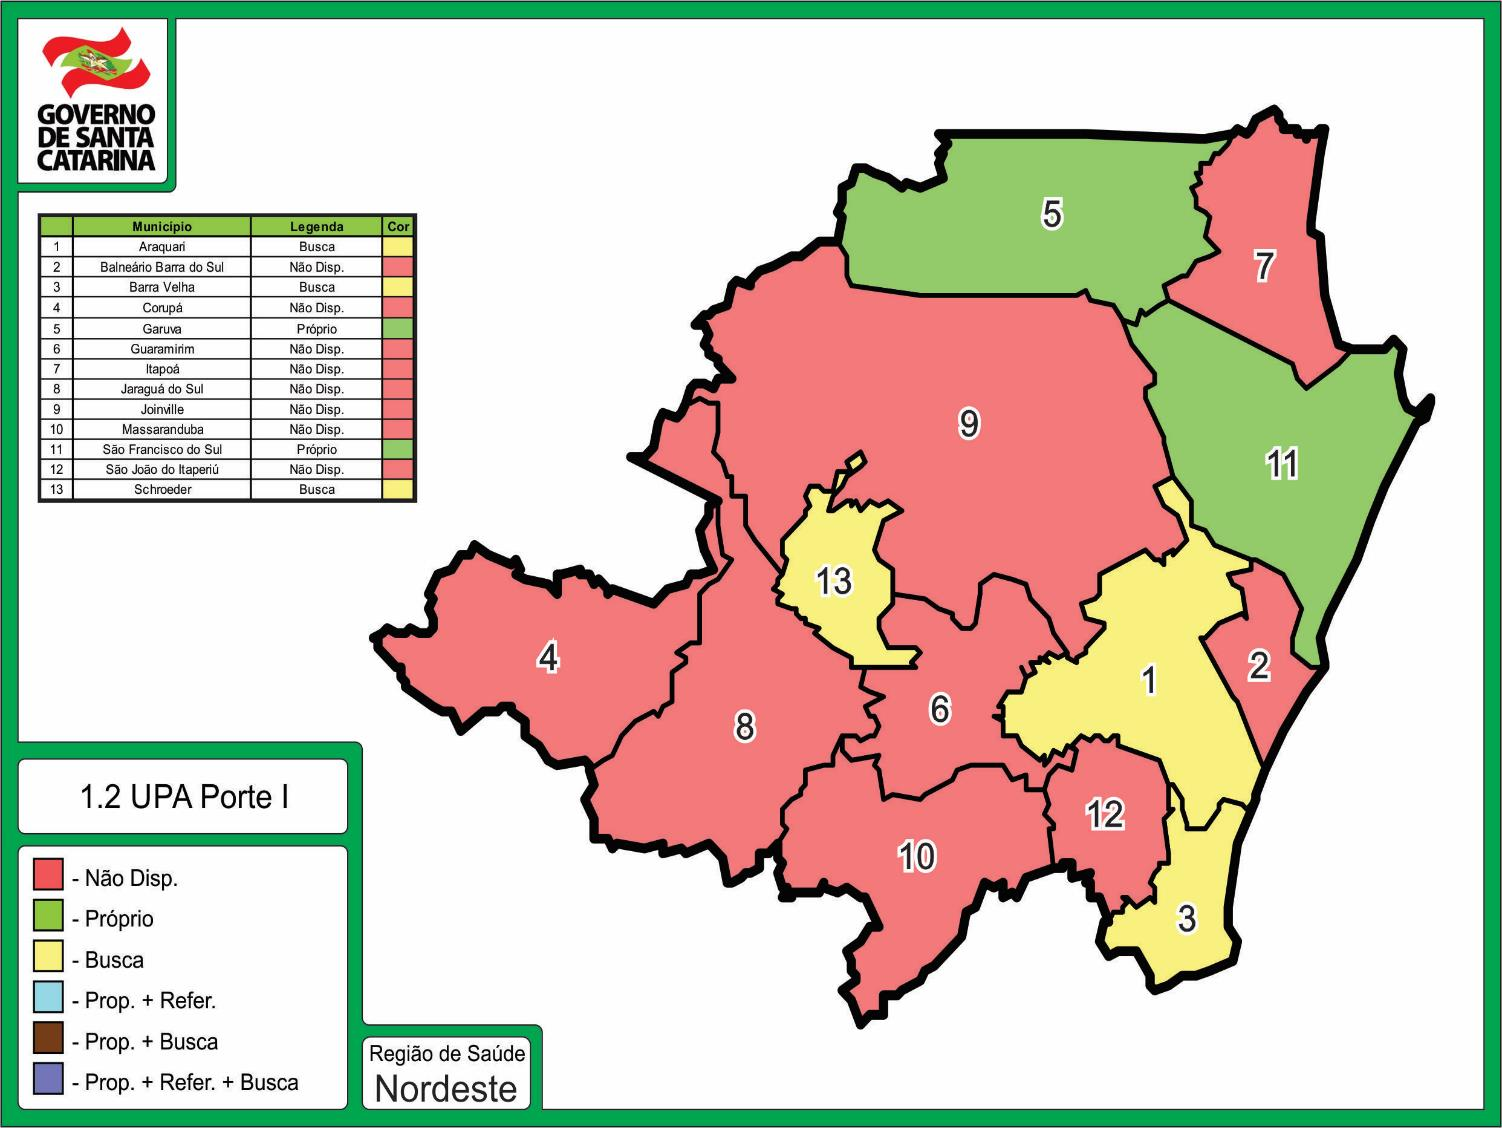 GOVERNO
DE SANTA
CATARINA
Município Legenda Cor
1 Araquari Busca
2 Balneário Barra do Sul Não Disp.
3 Barra Velha Busca
4 Corupá Não Disp.
5 Garuva Próprio
6 Guaramirim Não Disp.
7 Itapoá Não Disp.
8 Jaraguá do Sul Não Disp.
9 Joinville Não Disp.
10 Massaranduba Não Disp.
11 São Francisco do Sul Próprio
12 São João do Itaperiú Não Disp.
13 Schroeder Busca
5
7
9
11
13
4
1
2
6
8
12
10
3
1.2 UPA Porte I
- Não Disp.
- Próprio
- Busca
- Prop. + Refer.
- Prop. + Busca
- Prop. + Refer. + Busca
Região de Saúde
Nordeste